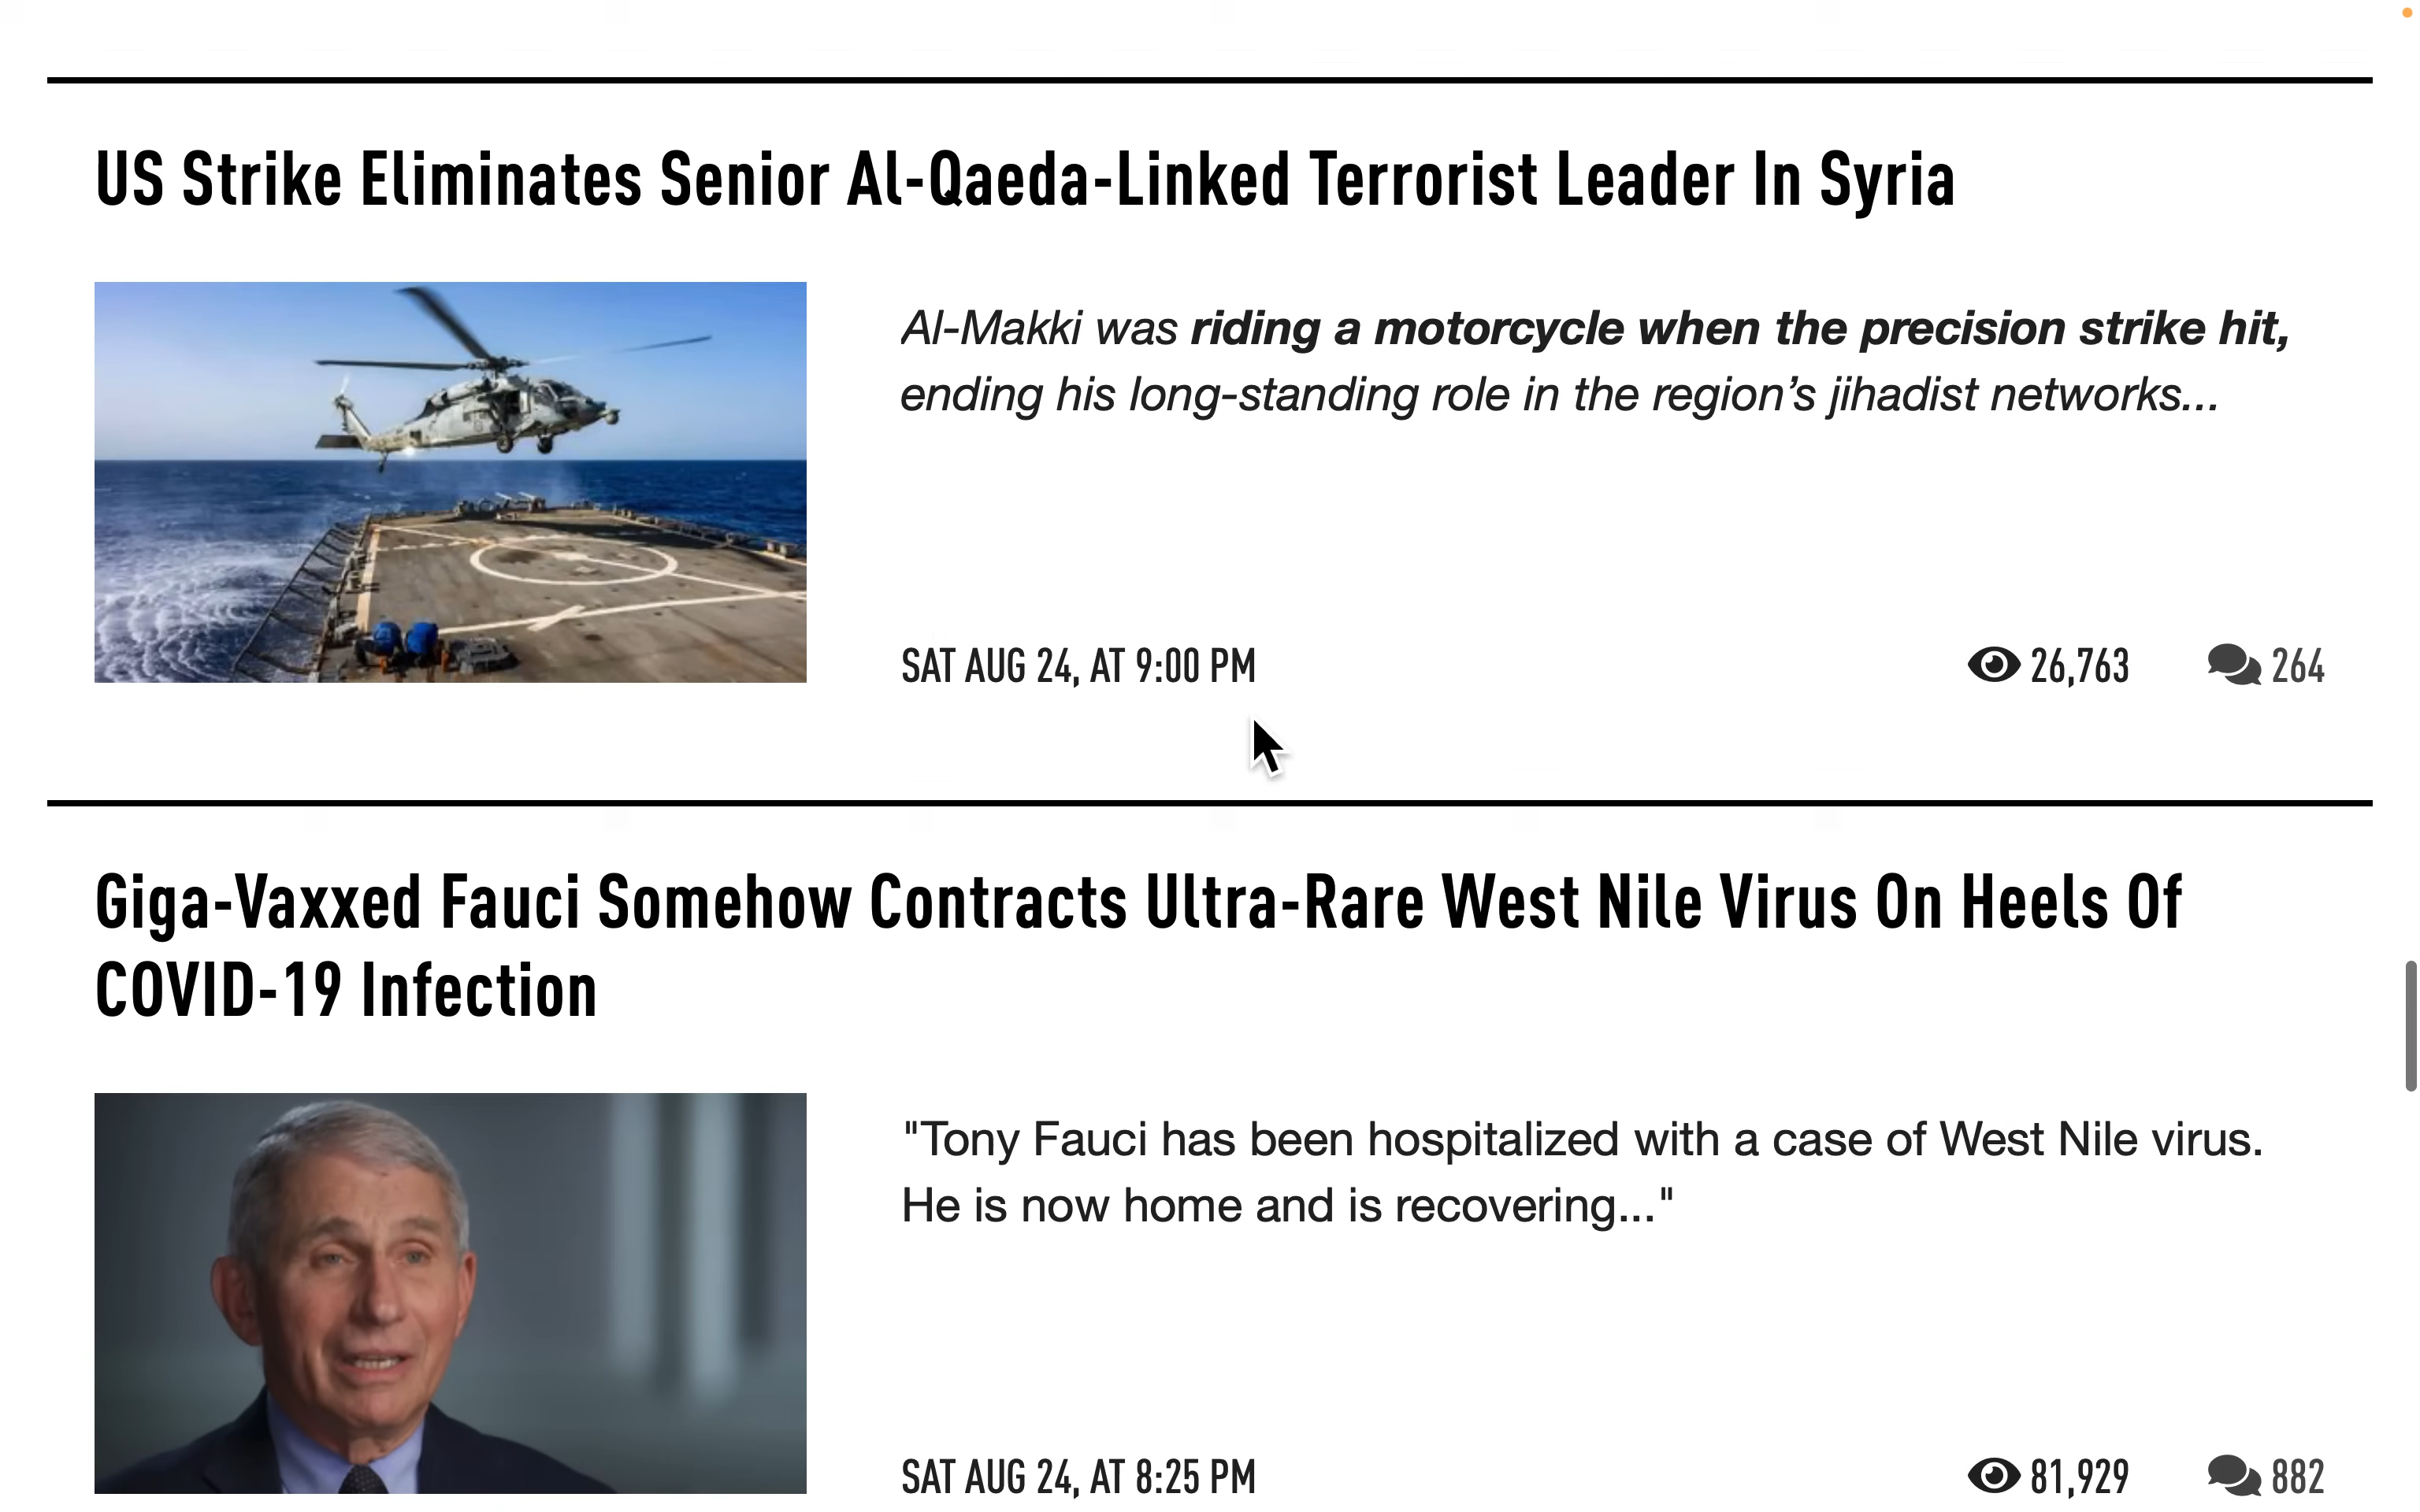 US Strike Eliminates Senior Al-Qaeda-Linked Terrorist Leader In Syria
Al-Makki was riding a motorcycle when the precision strike hit,
ending his long-standing role in the region’s jihadist networks...
SAT AUG 24, AT 9:00 PM
26,763
264
Giga-Vaxxed Fauci Somehow Contracts Ultra-Rare West Nile Virus On Heels Of
COVID-19 Infection
"Tony Fauci has been hospitalized with a case of West Nile virus.
He is now home and is recovering..."
SAT AUG 24, AT 8:25 PM
81,929
882